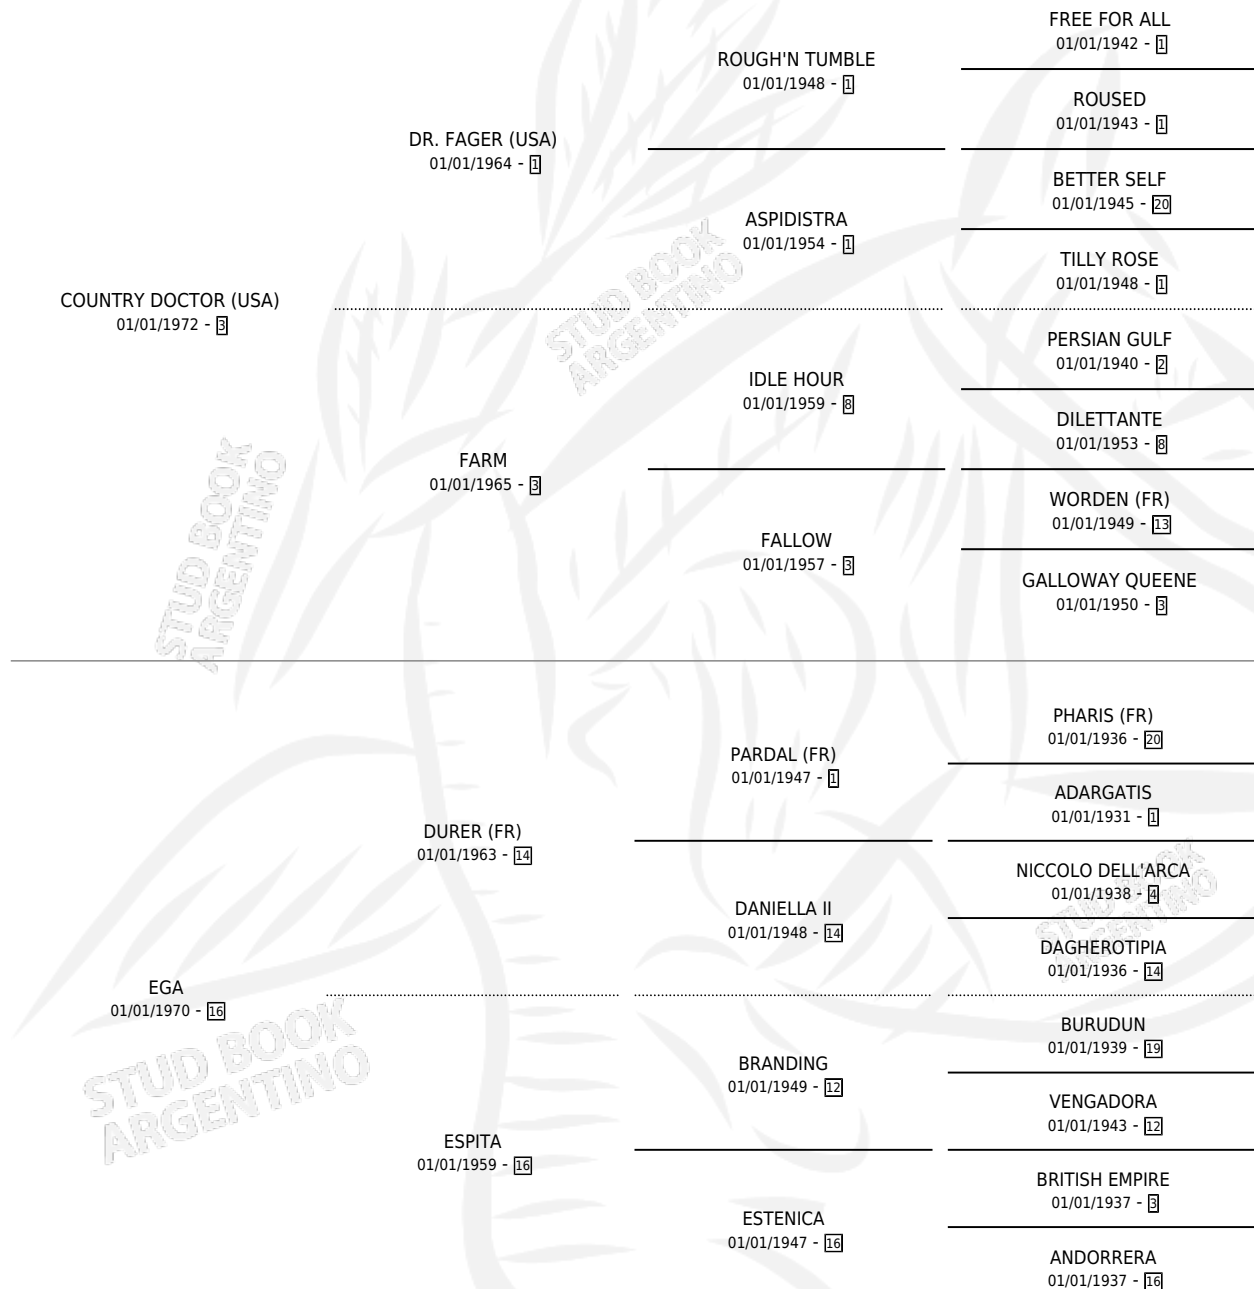 FREE FOR ALL
01/01/1942 - 1
ROUGH'N TUMBLE
01/01/1948 - 1
ROUSED
01/01/1943 - 1
DR. FAGER (USA)
01/01/1964 - 1
BETTER SELF
01/01/1945 - 20
ASPIDISTRA
01/01/1954 - 1
TILLY ROSE
01/01/1948 - 1
COUNTRY DOCTOR (USA)
01/01/1972 - 3
STUD BOOK
ARGENTINO
PERSIAN GULF
01/01/1940 - 2
IDLE HOUR
01/01/1959 - 8
DILETTANTE
01/01/1953 - 8
FARM
01/01/1965 - 3
WORDEN (FR)
01/01/1949 - 13
FALLOW
01/01/1957 - 3
GALLOWAY QUEENE
01/01/1950 - 3
STUD BOOK
ARGENTINO
PHARIS (FR)
01/01/1936 - 20
PARDAL (FR)
01/01/1947 - 1
ADARGATIS
01/01/1931 - 1
DURER (FR)
01/01/1963 - 14
NICCOLO DELL'ARCA
01/01/1938 - 4
DANIELLA II
01/01/1948 - 14
DAGHEROTIPIA
01/01/1936 - 14
STUD BOOK
ARGENTINO
EGA
01/01/1970 - 16
STUD BOOK
ARGENTINO
BURUDUN
01/01/1939 - 19
BRANDING
01/01/1949 - 12
VENGADORA
01/01/1943 - 12
ESPITA
01/01/1959 - 16
BRITISH EMPIRE
01/01/1937 - 3
ESTENICA
01/01/1947 - 16
ANDORRERA
01/01/1937 - 16